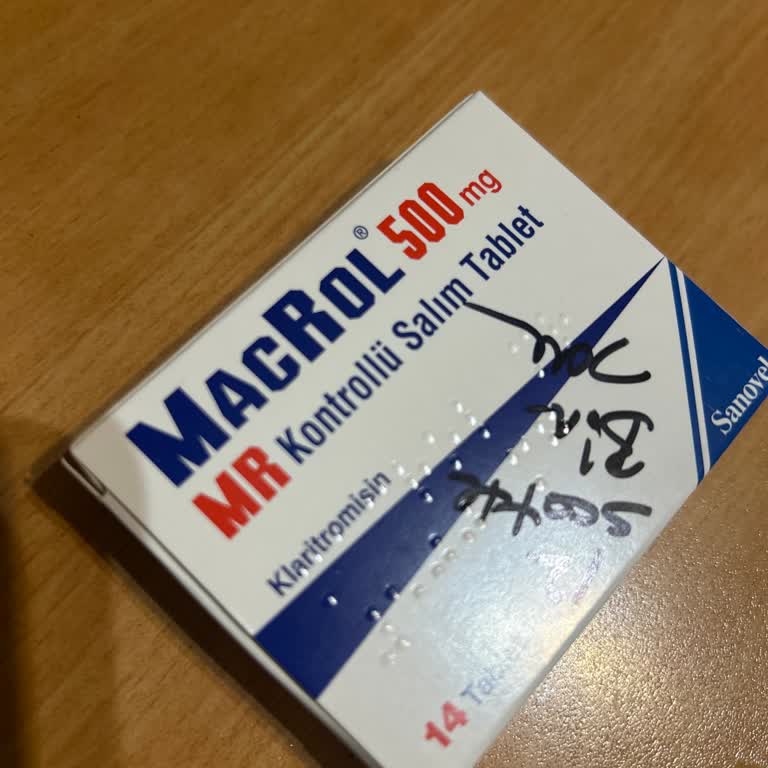 MACROL® 500 mg
MR Kontrollü Salım Tablet
Klaritromisin
14
Sanovel